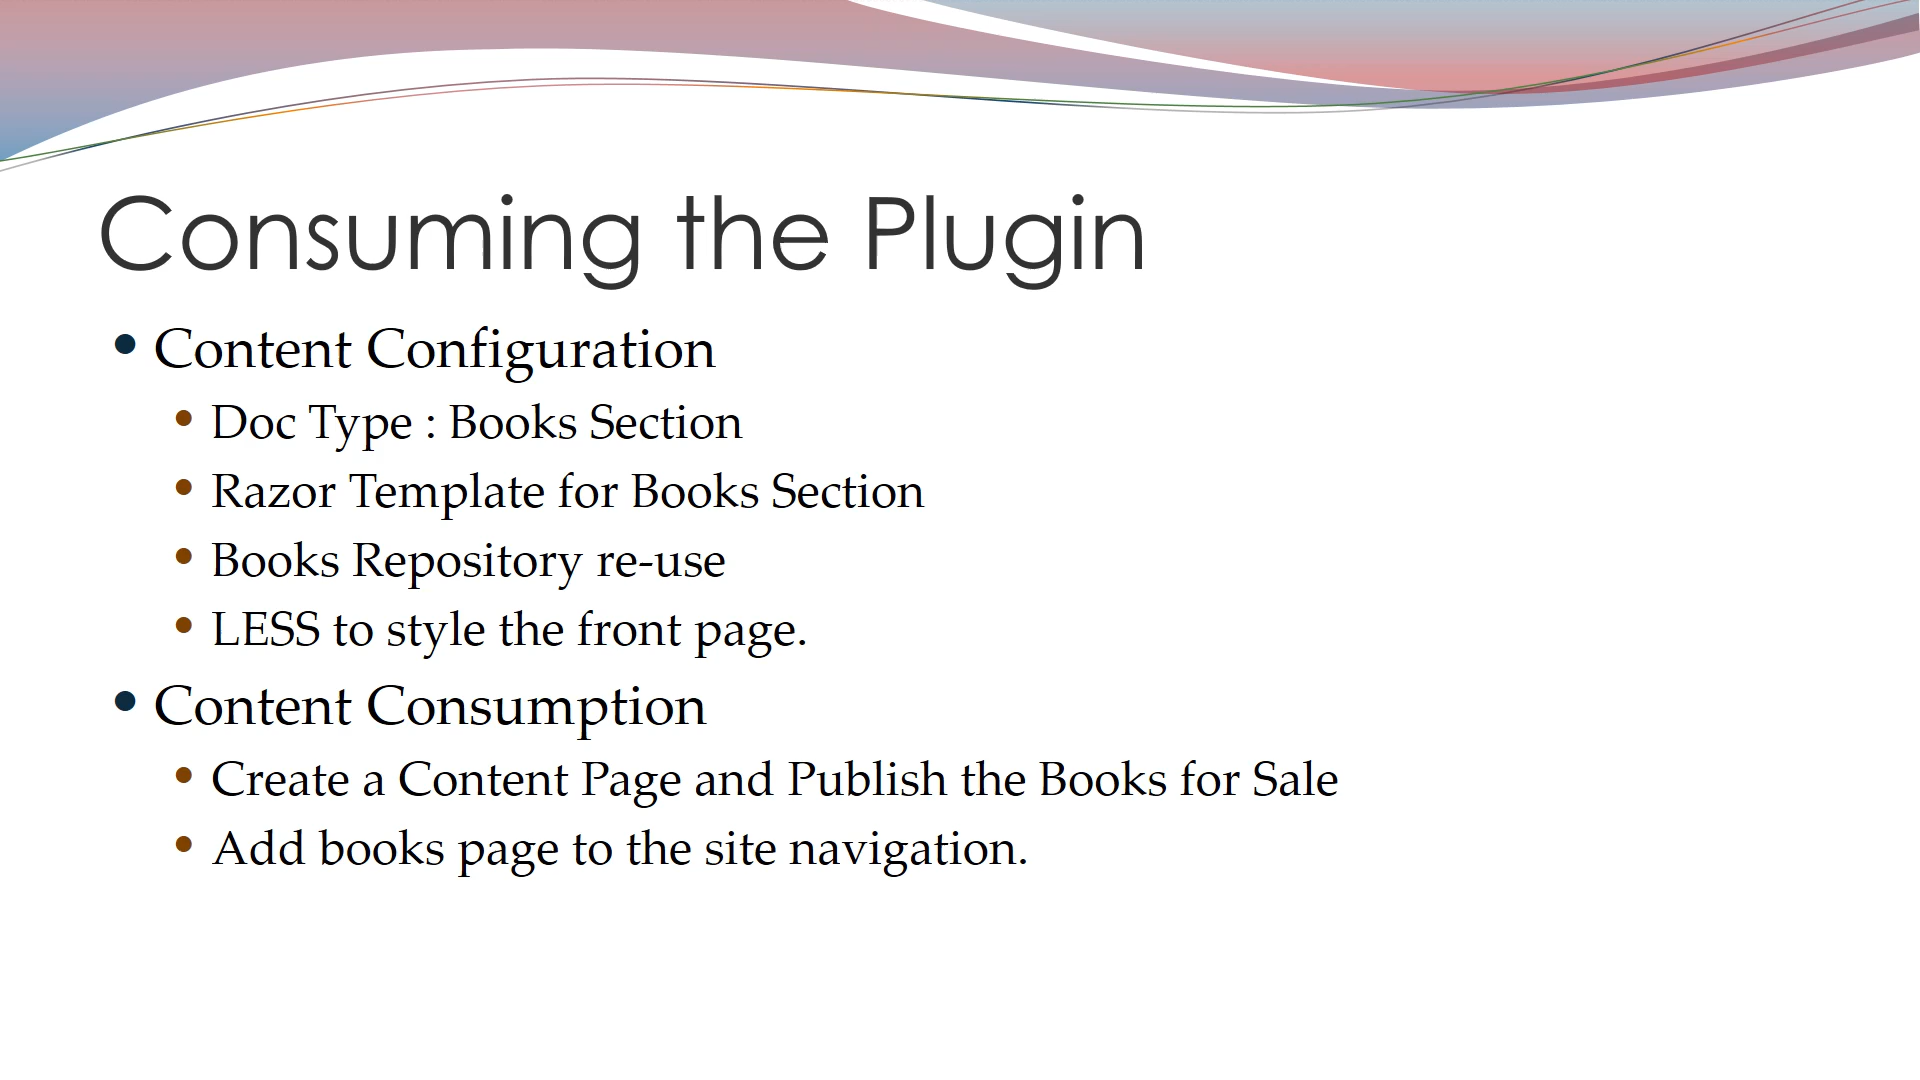 Consuming the Plugin
• Content Configuration
• Doc Type : Books Section
• Razor Template for Books Section
• Books Repository re-use
• LESS to style the front page.
• Content Consumption
• Create a Content Page and Publish the Books for Sale
• Add books page to the site navigation.